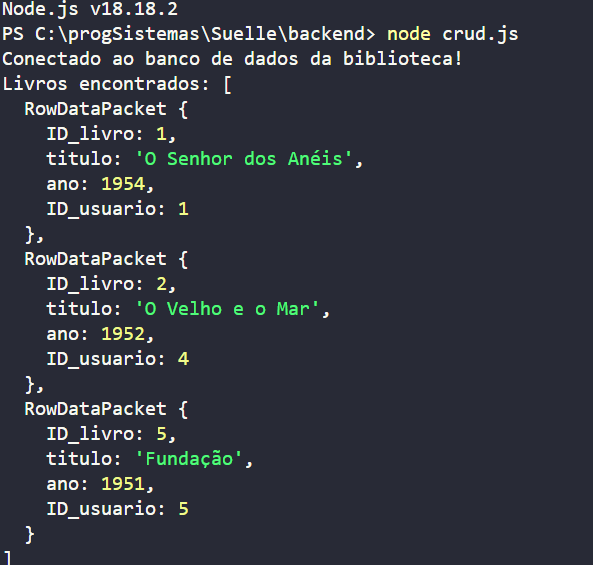 Node.js v18.18.2
PS C:\progSistemas\Suelle\backend> node crud.js
Conectado ao banco de dados da biblioteca!
Livros encontrados: [
  RowDataPacket {
    ID_livro: 1,
    titulo: 'O Senhor dos Anéis',
    ano: 1954,
    ID_usuario: 1
  },
  RowDataPacket {
    ID_livro: 2,
    titulo: 'O Velho e o Mar',
    ano: 1952,
    ID_usuario: 4
  },
  RowDataPacket {
    ID_livro: 5,
    titulo: 'Fundação',
    ano: 1951,
    ID_usuario: 5
  }
]